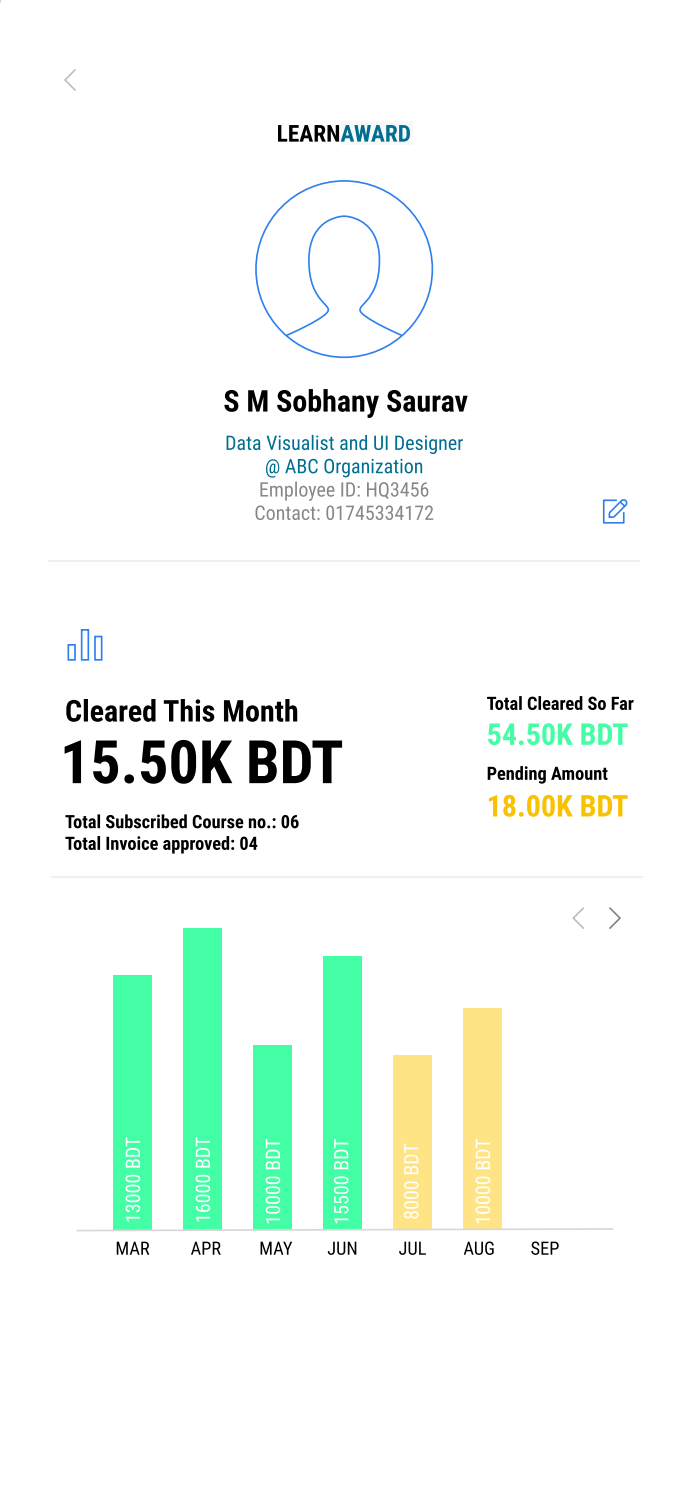 LEARNAWARD
S M Sobhany Saurav
Data Visualist and UI Designer
@ ABC Organization
Employee ID: HQ3456
Contact: 01745334172
Cleared This Month
15.50K BDT
Total Subscribed Course no.: 06
Total Invoice approved: 04
Total Cleared So Far
54.50K BDT
Pending Amount
18.00K BDT
13000 BDT
16000 BDT
10000 BDT
15500 BDT
8000 BDT
10000 BDT
MAR APR MAY JUN JUL AUG SEP